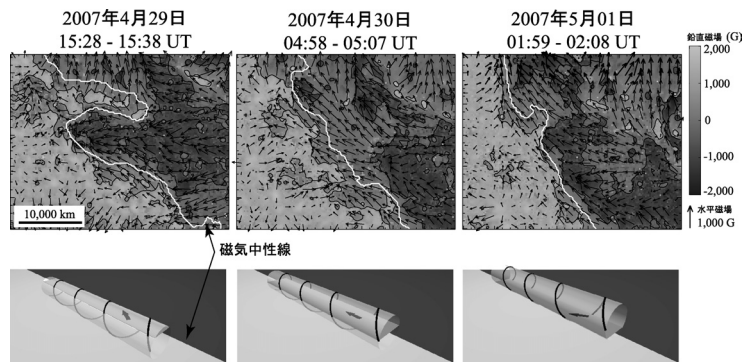 2007年4月29日
15:28 - 15:38 UT
2007年4月30日
04:58 - 05:07 UT
2007年5月01日
01:59 - 02:08 UT
鉛直磁場 (G)
2,000
1,000
0
-1,000
-2,000
水平磁場
1,000 G
10,000 km
磁気中性線